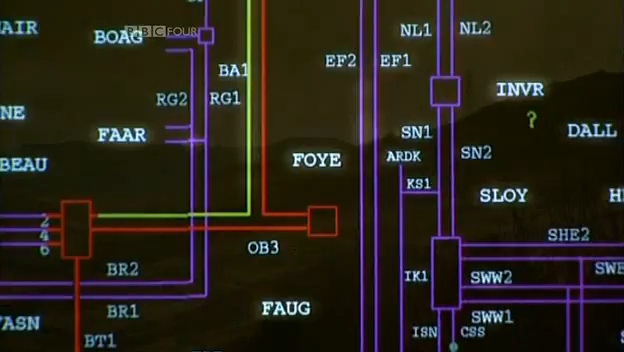 AIR
BOAG
BBC FOUR
NL1
NL2
BA1
EF2
EF1
RG2
RG1
INVR
?
NE
FAAR
SN1
DALL
BEAU
FOYE
ARDK
SN2
KS1
SLOY
2
4
6
OB3
SHE2
BR2
IK1
SWW2
SWE
BR1
FAUG
SWW1
ASN
BT1
ISN
CSS